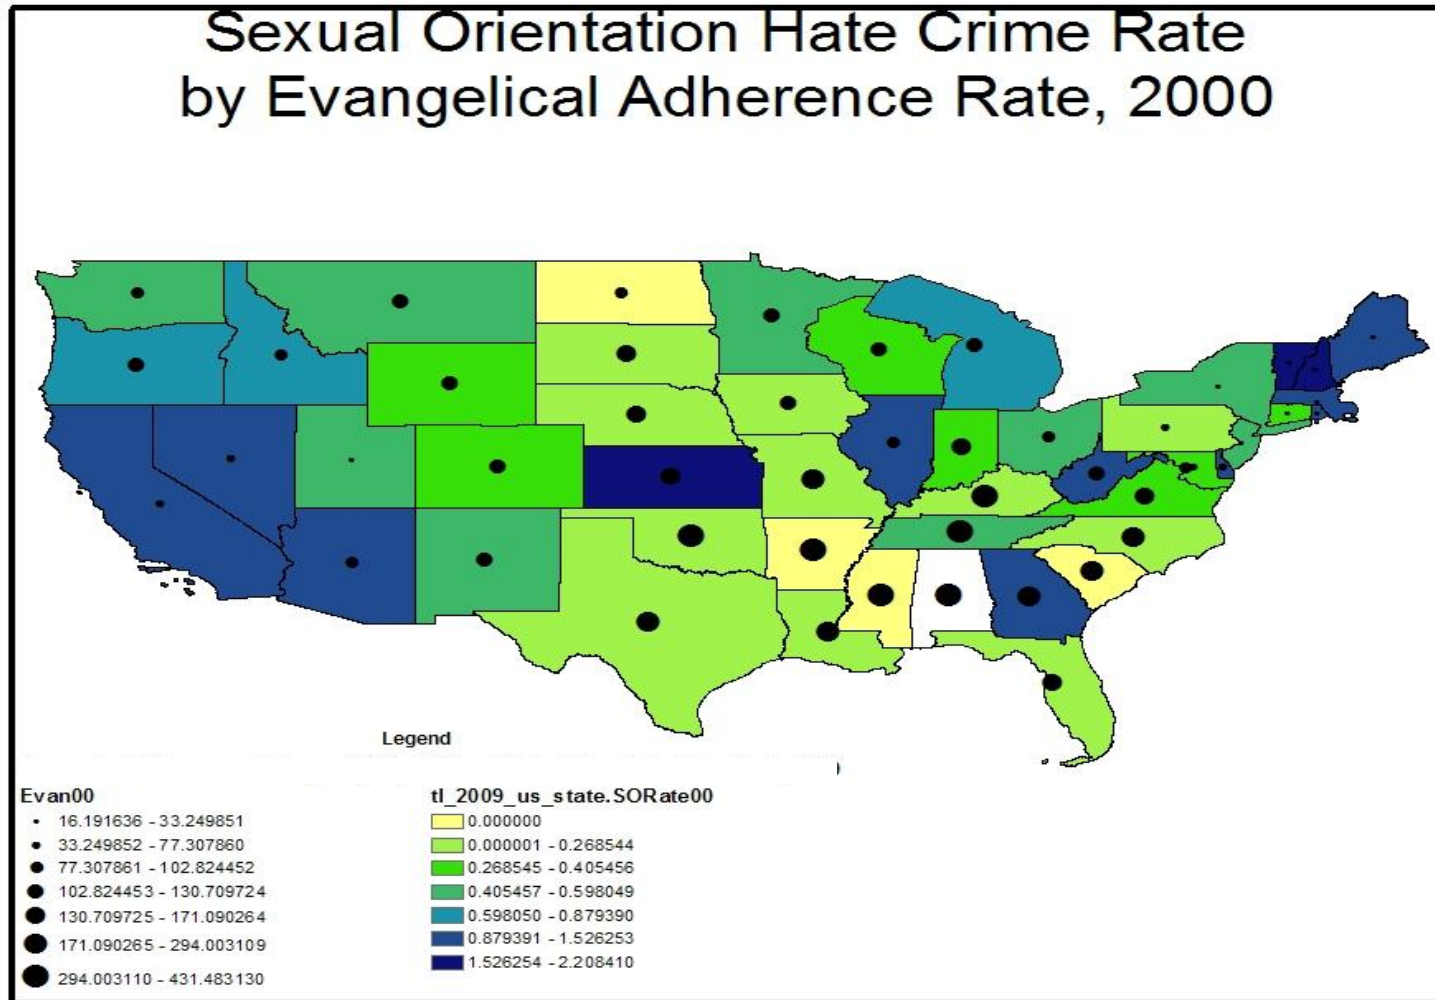 Sexual Orientation Hate Crime Rate
by Evangelical Adherence Rate, 2000
Legend
Evan00
16.191636 - 33.249851
33.249852 - 77.307860
77.307861 - 102.824452
102.824453 - 130.709724
130.709725 - 171.090264
171.090265 - 294.003109
294.003110 - 431.483130
tl_2009_us_state.SORate00
0.000000
0.000001 - 0.268544
0.268545 - 0.405456
0.405457 - 0.598049
0.598050 - 0.879390
0.879391 - 1.526253
1.526254 - 2.208410